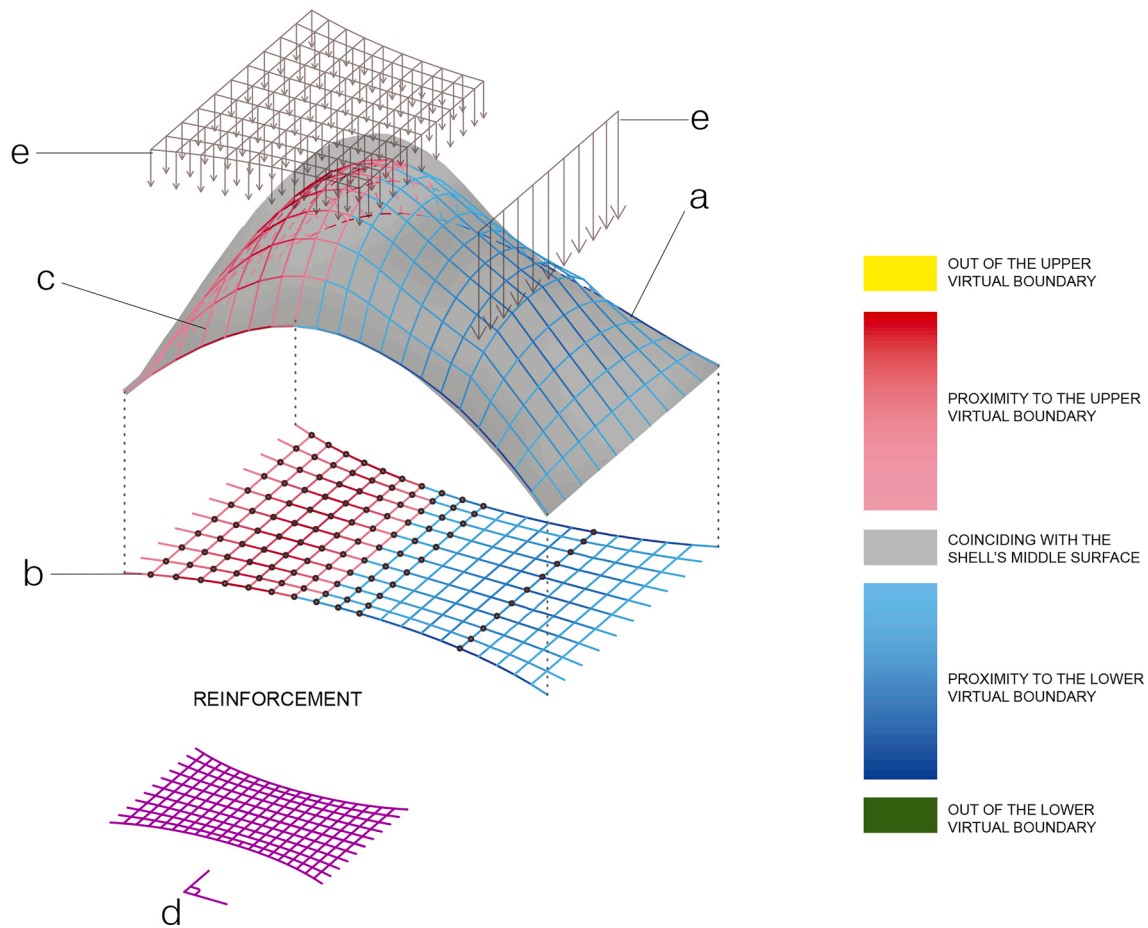 e
e
a
c
b
REINFORCEMENT
d
OUT OF THE UPPER
VIRTUAL BOUNDARY
PROXIMITY TO THE UPPER
VIRTUAL BOUNDARY
COINCIDING WITH THE
SHELL'S MIDDLE SURFACE
PROXIMITY TO THE LOWER
VIRTUAL BOUNDARY
OUT OF THE LOWER
VIRTUAL BOUNDARY